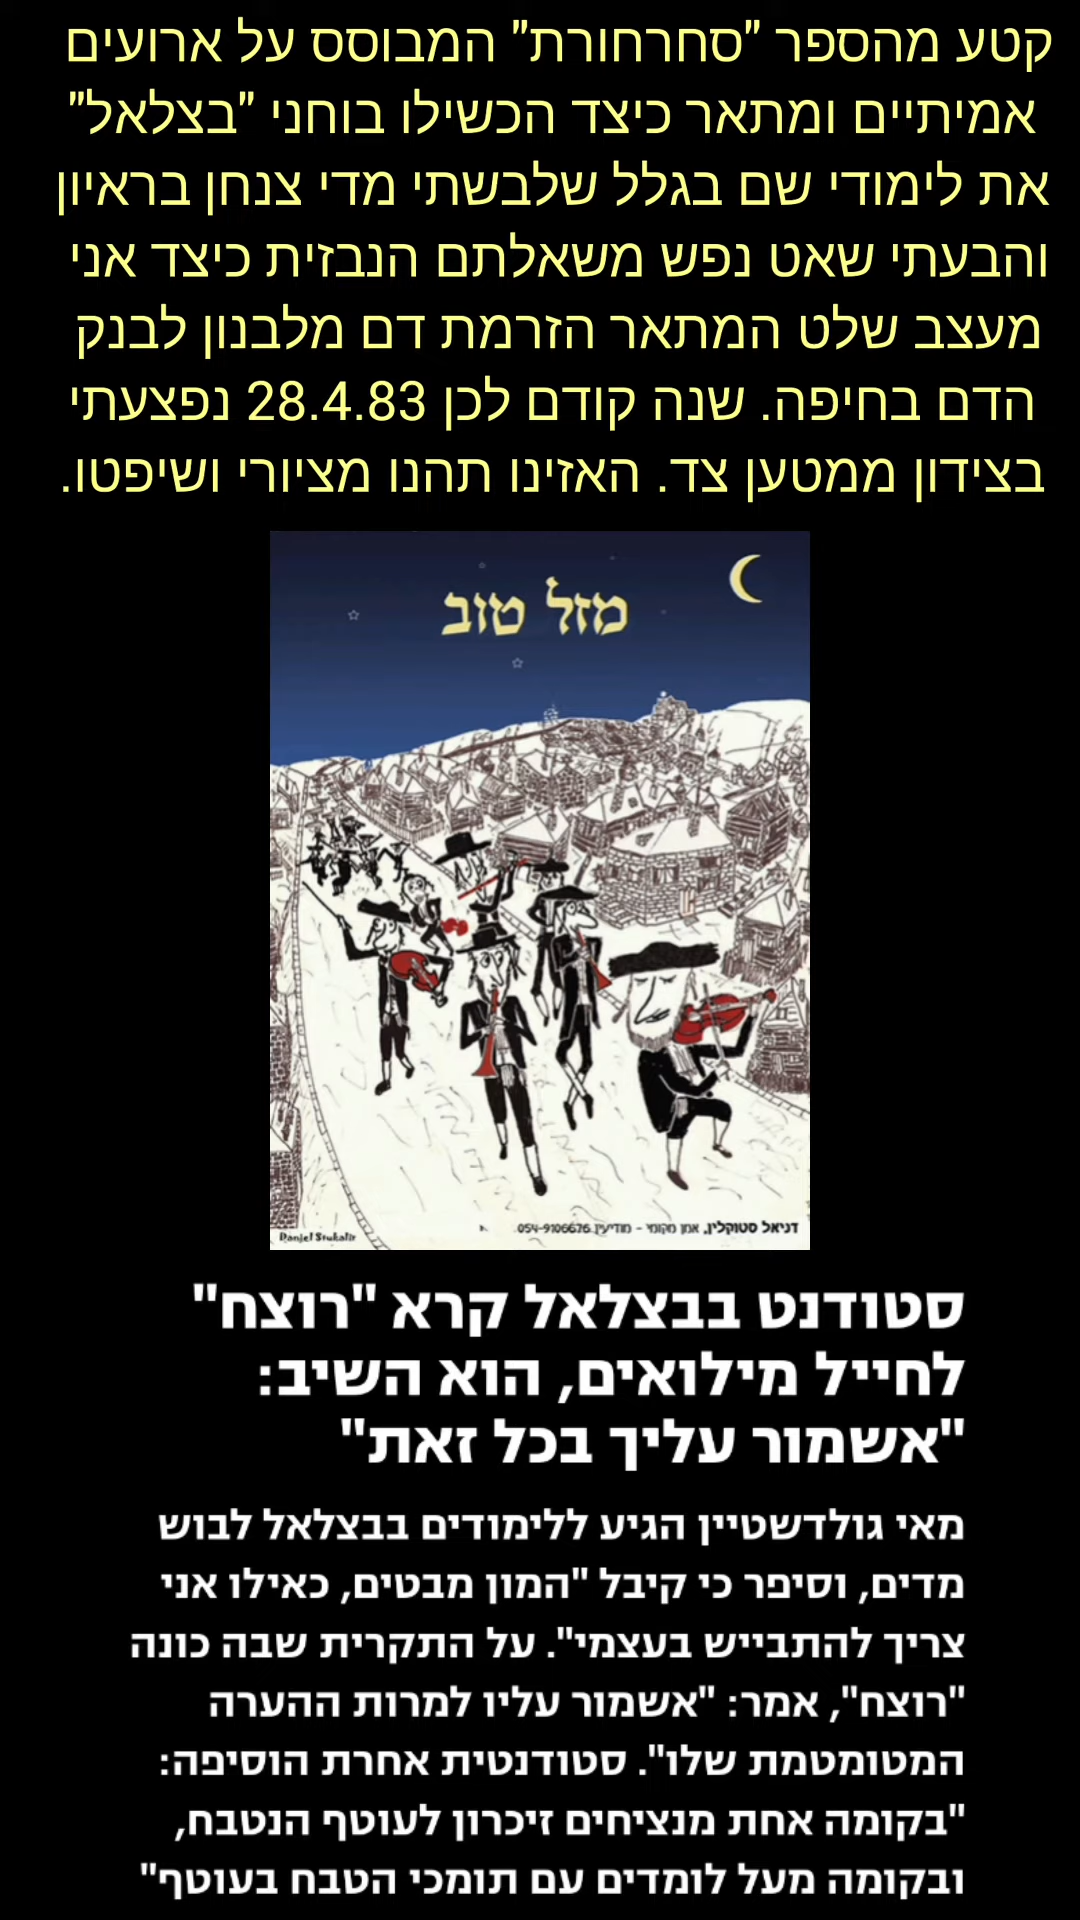 קטע מהספר "סחרחורת" המבוסס על ארועים
אמיתיים ומתאר כיצד הכשילו בוחני "בצלאל"
את לימודי שם בגלל שלבשתי מדי צנחן בראיון
והבעתי שאט נפש משאלתם הנבזית כיצד אני
מעצב שלט המתאר הזרמת דם מלבנון לבנק
הדם בחיפה. שנה קודם לכן 28.4.83 נפצעתי
בצידון ממטען צד. האזינו תהנו מציורי ושיפטו.
מזל טוב
דניאל סטוקלין, אמן מקומי - מודיעין 054-9106676
Daniel Stukalin
סטודנט בבצלאל קרא "רוצח"
לחייל מילואים, הוא השיב:
"אשמור עליך בכל זאת"
מאי גולדשטיין הגיע ללימודים בבצלאל לבוש
מדים, וסיפר כי קיבל "המון מבטים, כאילו אני
צריך להתבייש בעצמי". על התקרית שבה כונה
"רוצח", אמר: "אשמור עליו למרות ההערה
המטומטמת שלו". סטודנטית אחרת הוסיפה:
"בקומה אחת מנציחים זיכרון לעוטף הנטבח,
ובקומה מעל לומדים עם תומכי הטבח בעוטף"